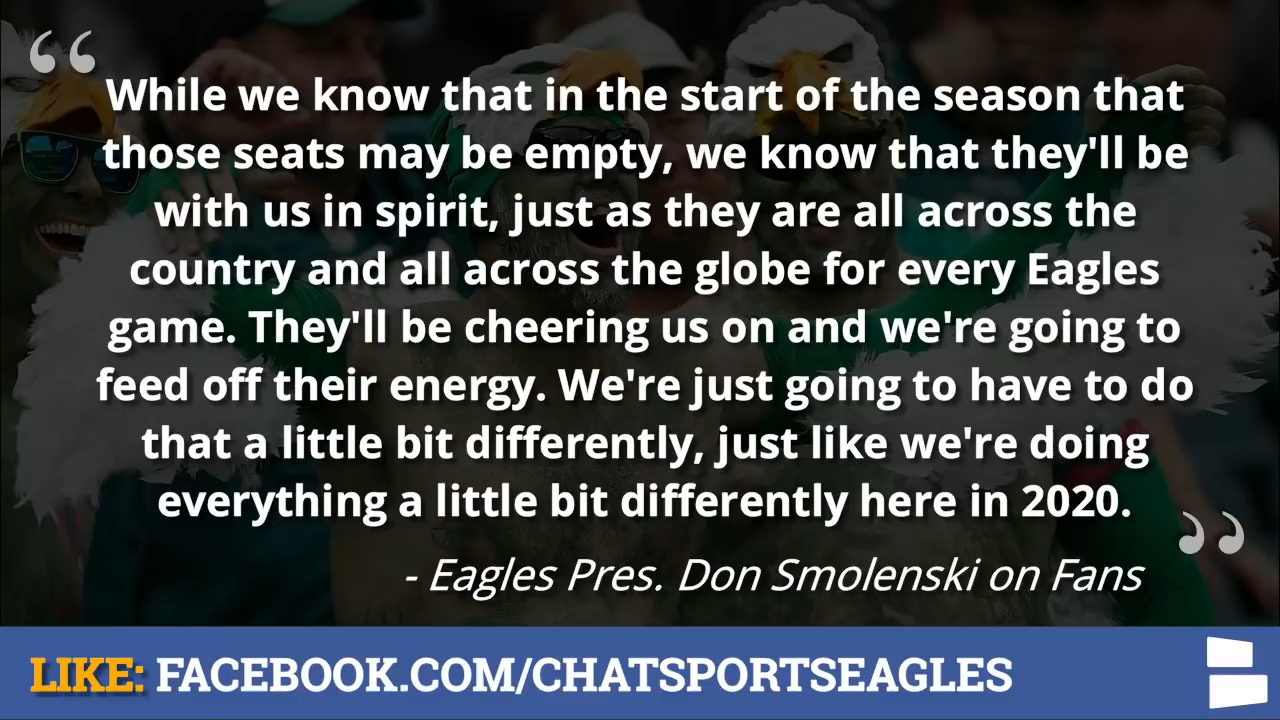 “
While we know that in the start of the season that
those seats may be empty, we know that they'll be
with us in spirit, just as they are all across the
country and all across the globe for every Eagles
game. They'll be cheering us on and we're going to
feed off their energy. We're just going to have to do
that a little bit differently, just like we're doing
everything a little bit differently here in 2020.
”
- Eagles Pres. Don Smolenski on Fans
LIKE: FACEBOOK.COM/CHATSPORTSEAGLES